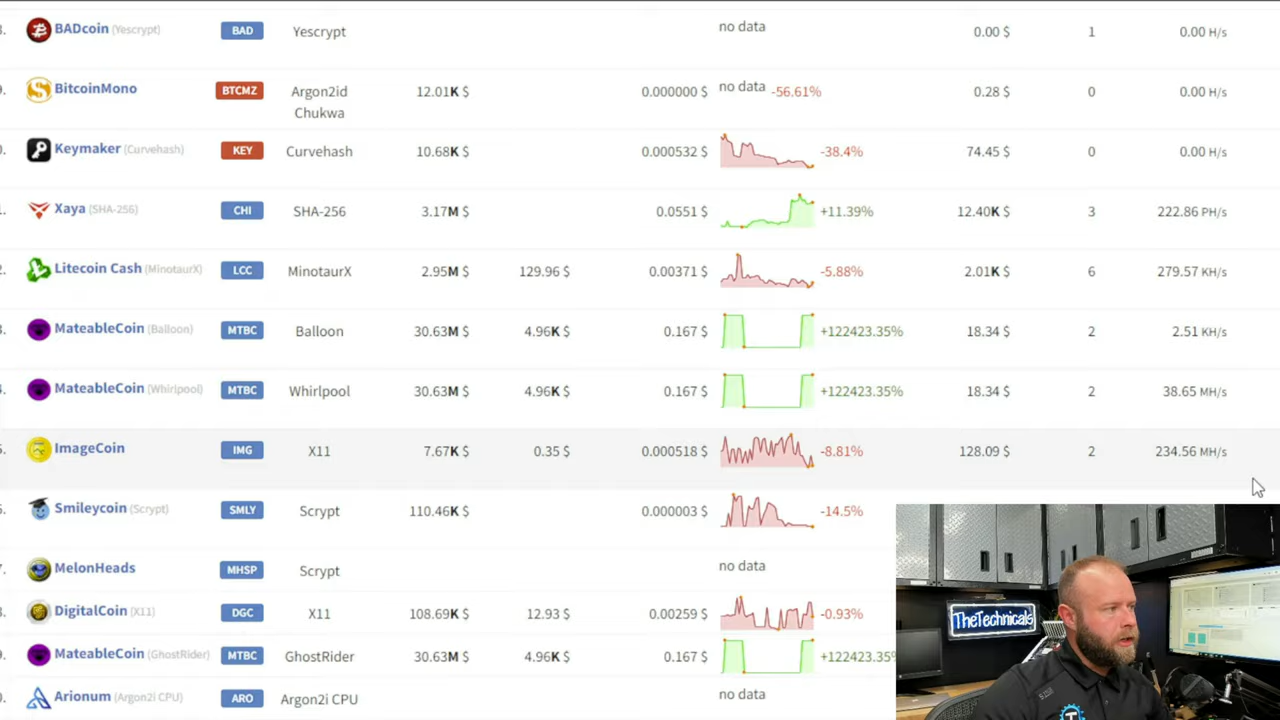 BADcoin (Yescrypt) BAD Yescrypt no data 0.00 $ 1 0.00 H/s
BitcoinMono BTCMZ Argon2id Chukwa 12.01K $ 0.000000 $ no data -56.61% 0.28 $ 0 0.00 H/s
Keymaker (Curvehash) KEY Curvehash 10.68K $ 0.000532 $ -38.4% 74.45 $ 0 0.00 H/s
Xaya (SHA-256) CHI SHA-256 3.17M $ 0.0551 $ +11.39% 12.40K $ 3 222.86 PH/s
Litecoin Cash (MinotaurX) LCC MinotaurX 2.95M $ 129.96 $ 0.00371 $ -5.88% 2.01K $ 6 279.57 KH/s
MateableCoin (Balloon) MTBC Balloon 30.63M $ 4.96K $ 0.167 $ +122423.35% 18.34 $ 2 2.51 KH/s
MateableCoin (Whirlpool) MTBC Whirlpool 30.63M $ 4.96K $ 0.167 $ +122423.35% 18.34 $ 2 38.65 MH/s
ImageCoin IMG X11 7.67K $ 0.35 $ 0.000518 $ -8.81% 128.09 $ 2 234.56 MH/s
Smileycoin (Scrypt) SMLY Scrypt 110.46K $ 0.000003 $ -14.5%
MelonHeads MHSP Scrypt no data
DigitalCoin (X11) DGC X11 108.69K $ 12.93 $ 0.00259 $ -0.93%
MateableCoin (GhostRider) MTBC GhostRider 30.63M $ 4.96K $ 0.167 $ +122423.35%
Arionum (Argon2i CPU) ARO Argon2i CPU no data
TheTechnicals